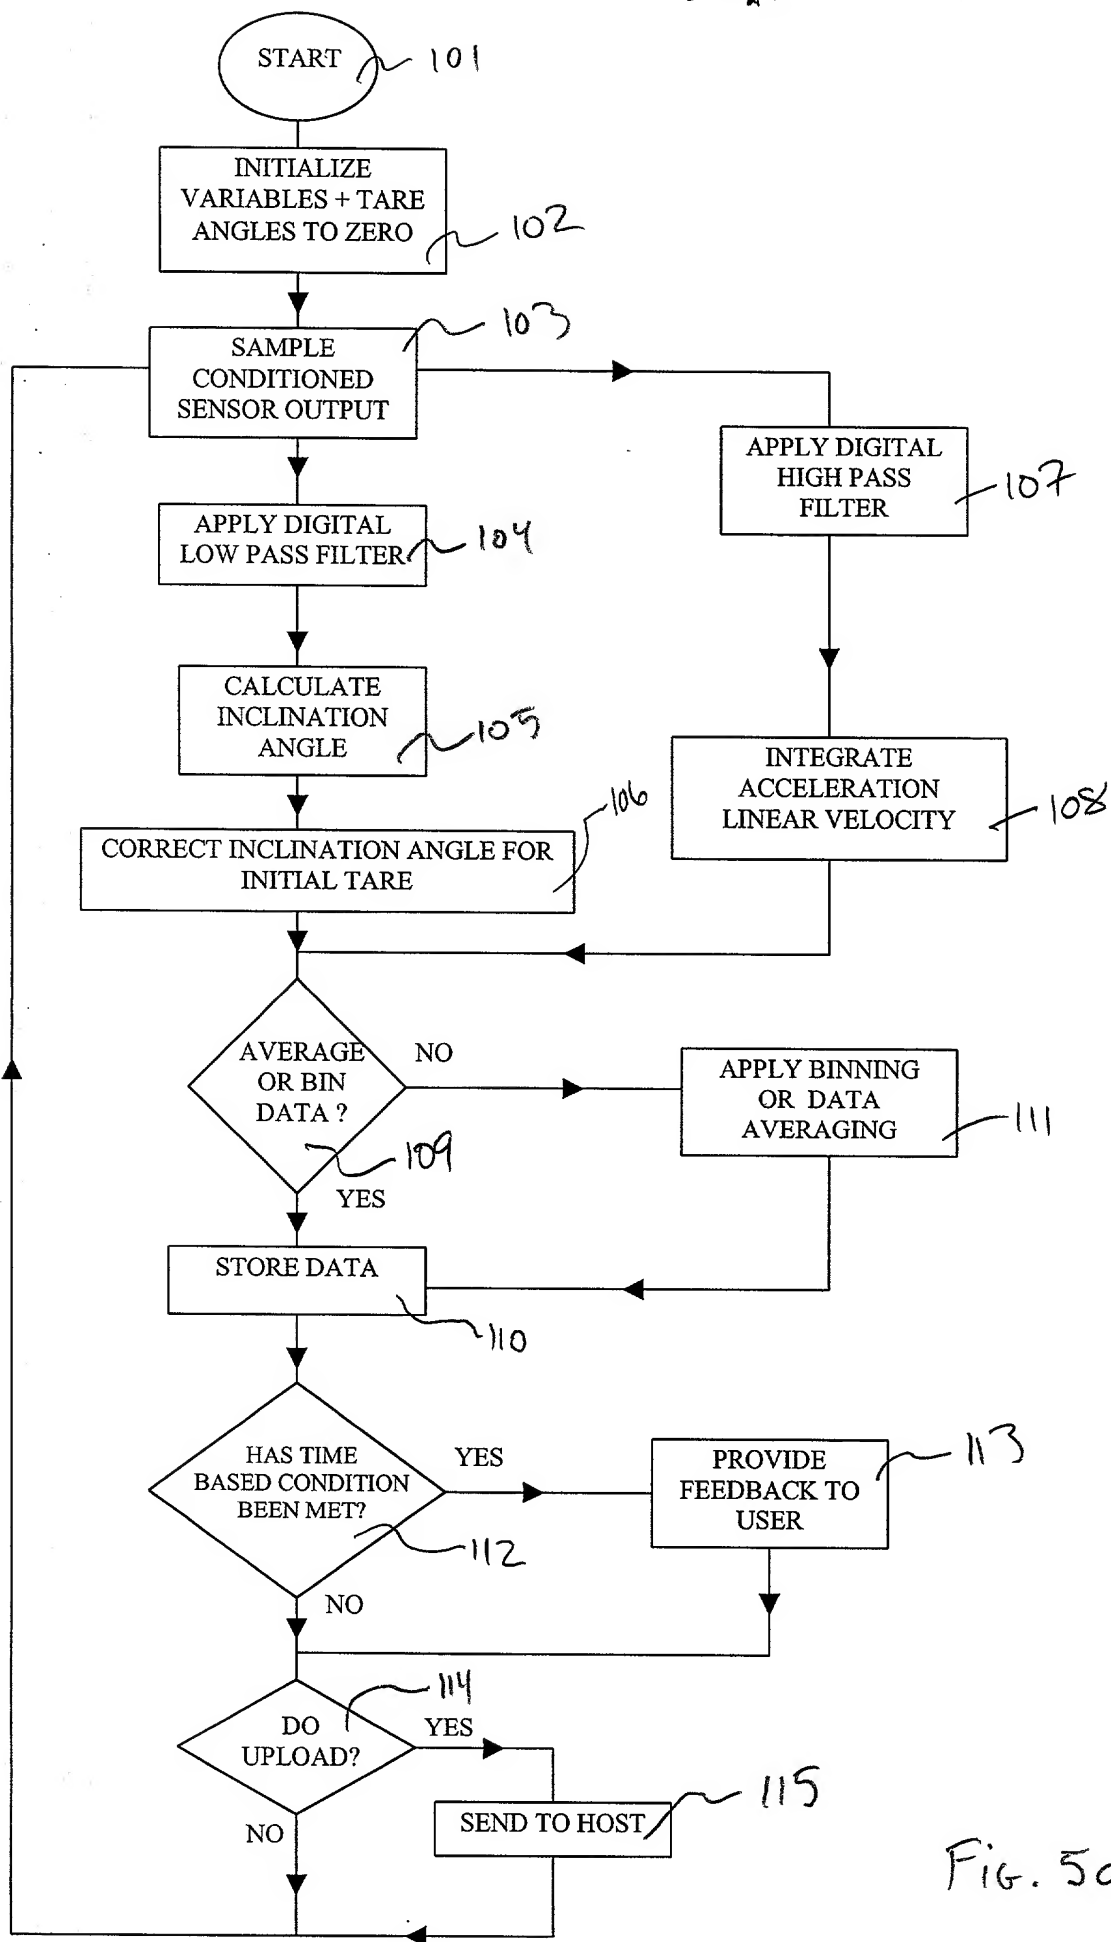 START
101
INITIALIZE
VARIABLES + TARE
ANGLES TO ZERO
102
103
SAMPLE
CONDITIONED
SENSOR OUTPUT
APPLY DIGITAL
HIGH PASS
FILTER
107
APPLY DIGITAL
LOW PASS FILTER
104
CALCULATE
INCLINATION
ANGLE
105
INTEGRATE
ACCELERATION
LINEAR VELOCITY
108
106
CORRECT INCLINATION ANGLE FOR
INITIAL TARE
AVERAGE
OR BIN
DATA ?
NO
109
YES
APPLY BINNING
OR DATA
AVERAGING
111
STORE DATA
110
HAS TIME
BASED CONDITION
BEEN MET?
YES
112
NO
PROVIDE
FEEDBACK TO
USER
113
114
DO
UPLOAD?
YES
NO
115
SEND TO HOST
FIG. 5a